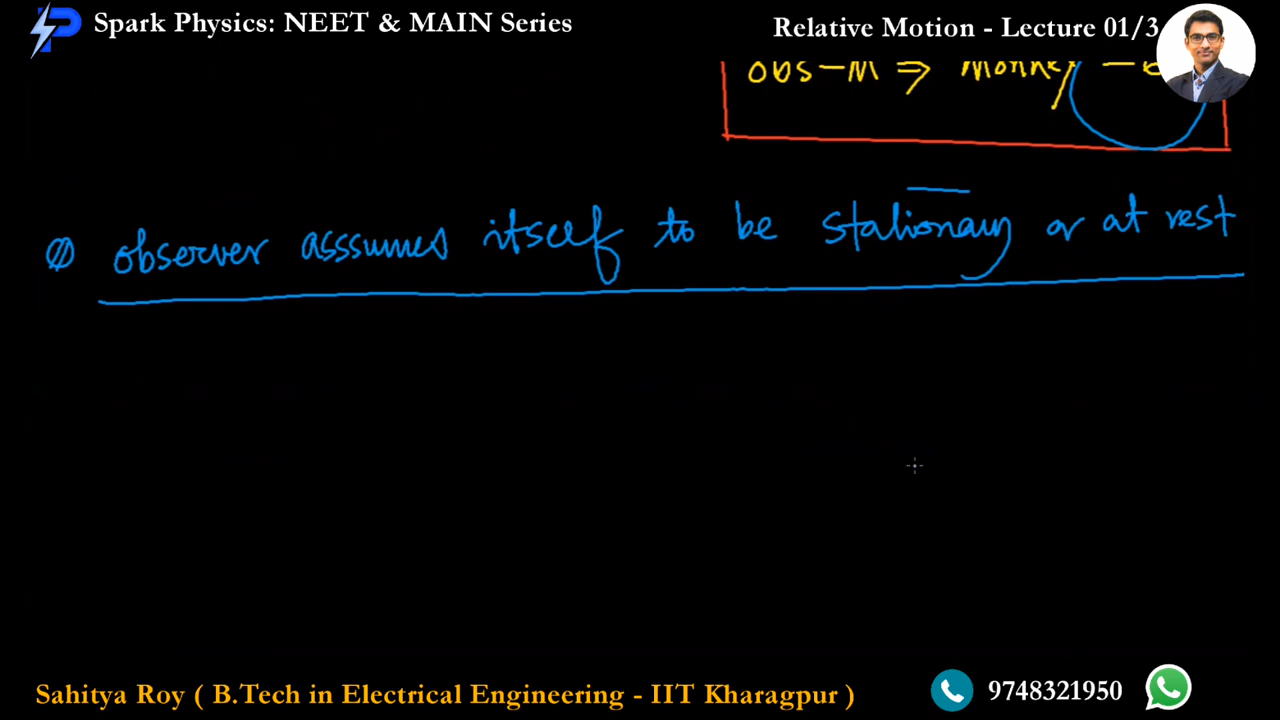 Spark Physics: NEET & MAIN Series
Relative Motion - Lecture 01/3
obs-M ⇒ Monkey -
observer asssumes itself to be stationary or at rest
Sahitya Roy ( B.Tech in Electrical Engineering - IIT Kharagpur )
9748321950